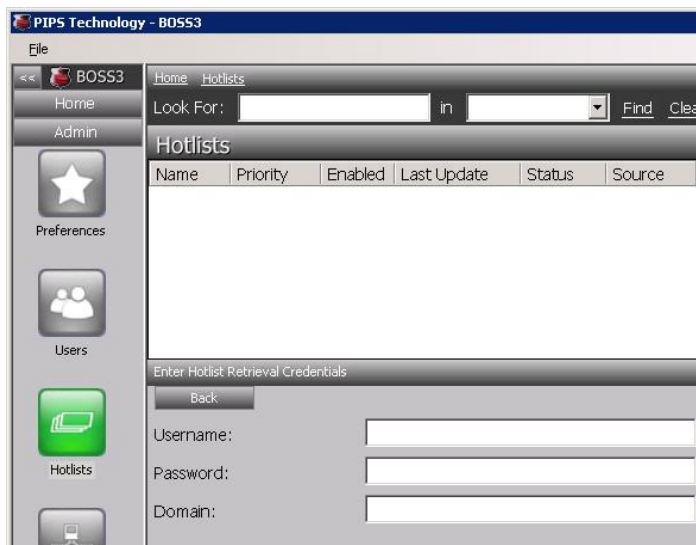 PIPS Technology - BOSS3
File
<< BOSS3
Home
Admin
Preferences
Users
Hotlists
Home Hotlists
Look For: in Find
Hotlists
Name Priority Enabled Last Update Status Source
Enter Hotlist Retrieval Credentials
Back
Username:
Password:
Domain: